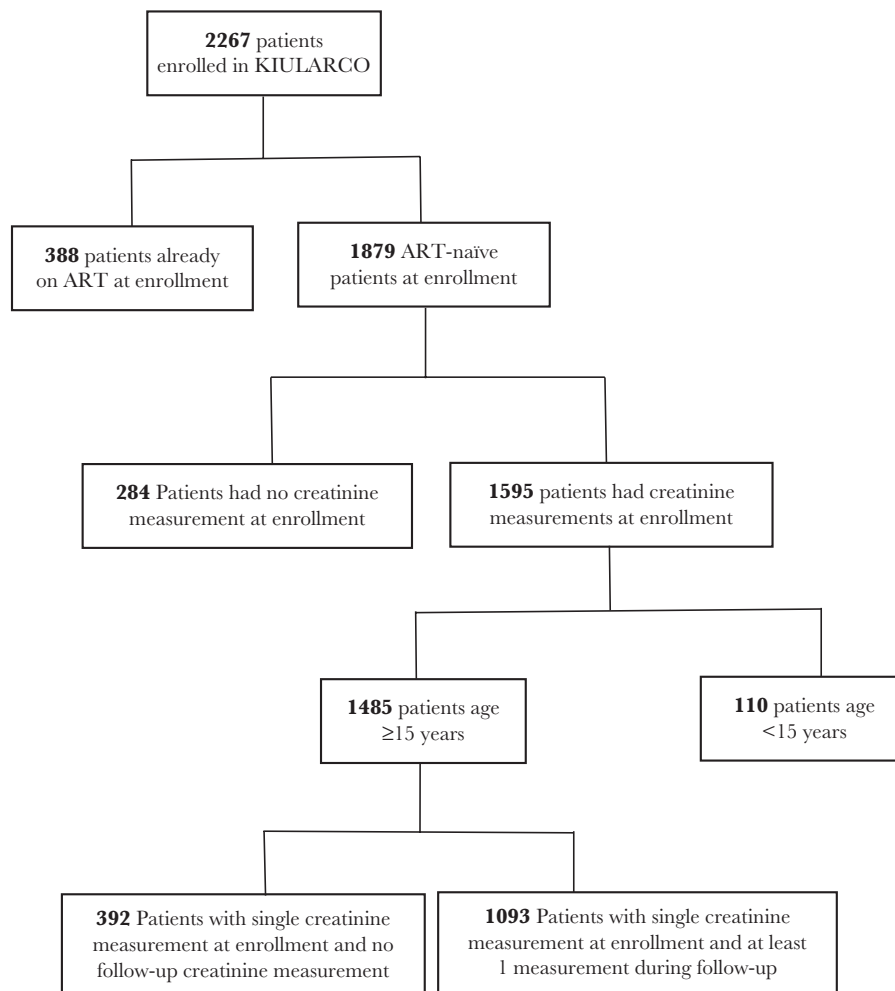 2267 patients
enrolled in KIULARCO
388 patients already
on ART at enrollment
1879 ART-naïve
patients at enrollment
284 Patients had no creatinine
measurement at enrollment
1595 patients had creatinine
measurements at enrollment
1485 patients age
≥15 years
110 patients age
<15 years
392 Patients with single creatinine
measurement at enrollment and no
follow-up creatinine measurement
1093 Patients with single creatinine
measurement at enrollment and at least
1 measurement during follow-up